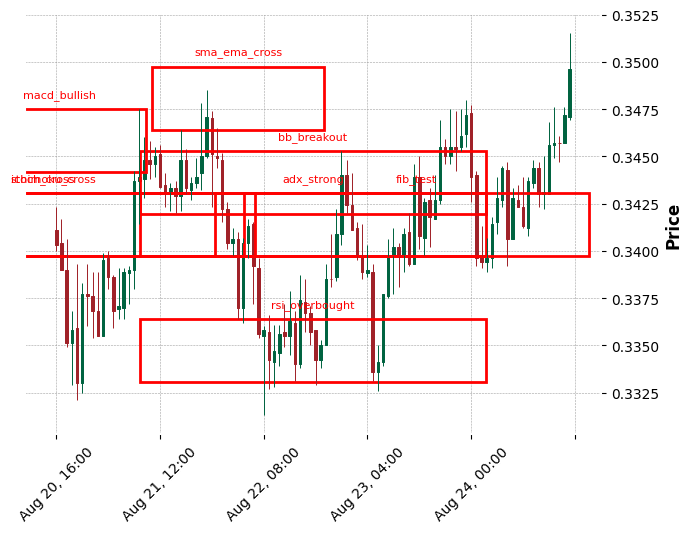 sma_ema_cross
macd_bullish
bb_breakout
adx_strong
fib_test
rsi_overbought
0.3525
0.3500
0.3475
0.3450
0.3425
0.3400
0.3375
0.3350
0.3325
Price
Aug 20, 16:00
Aug 21, 12:00
Aug 22, 08:00
Aug 23, 04:00
Aug 24, 00:00